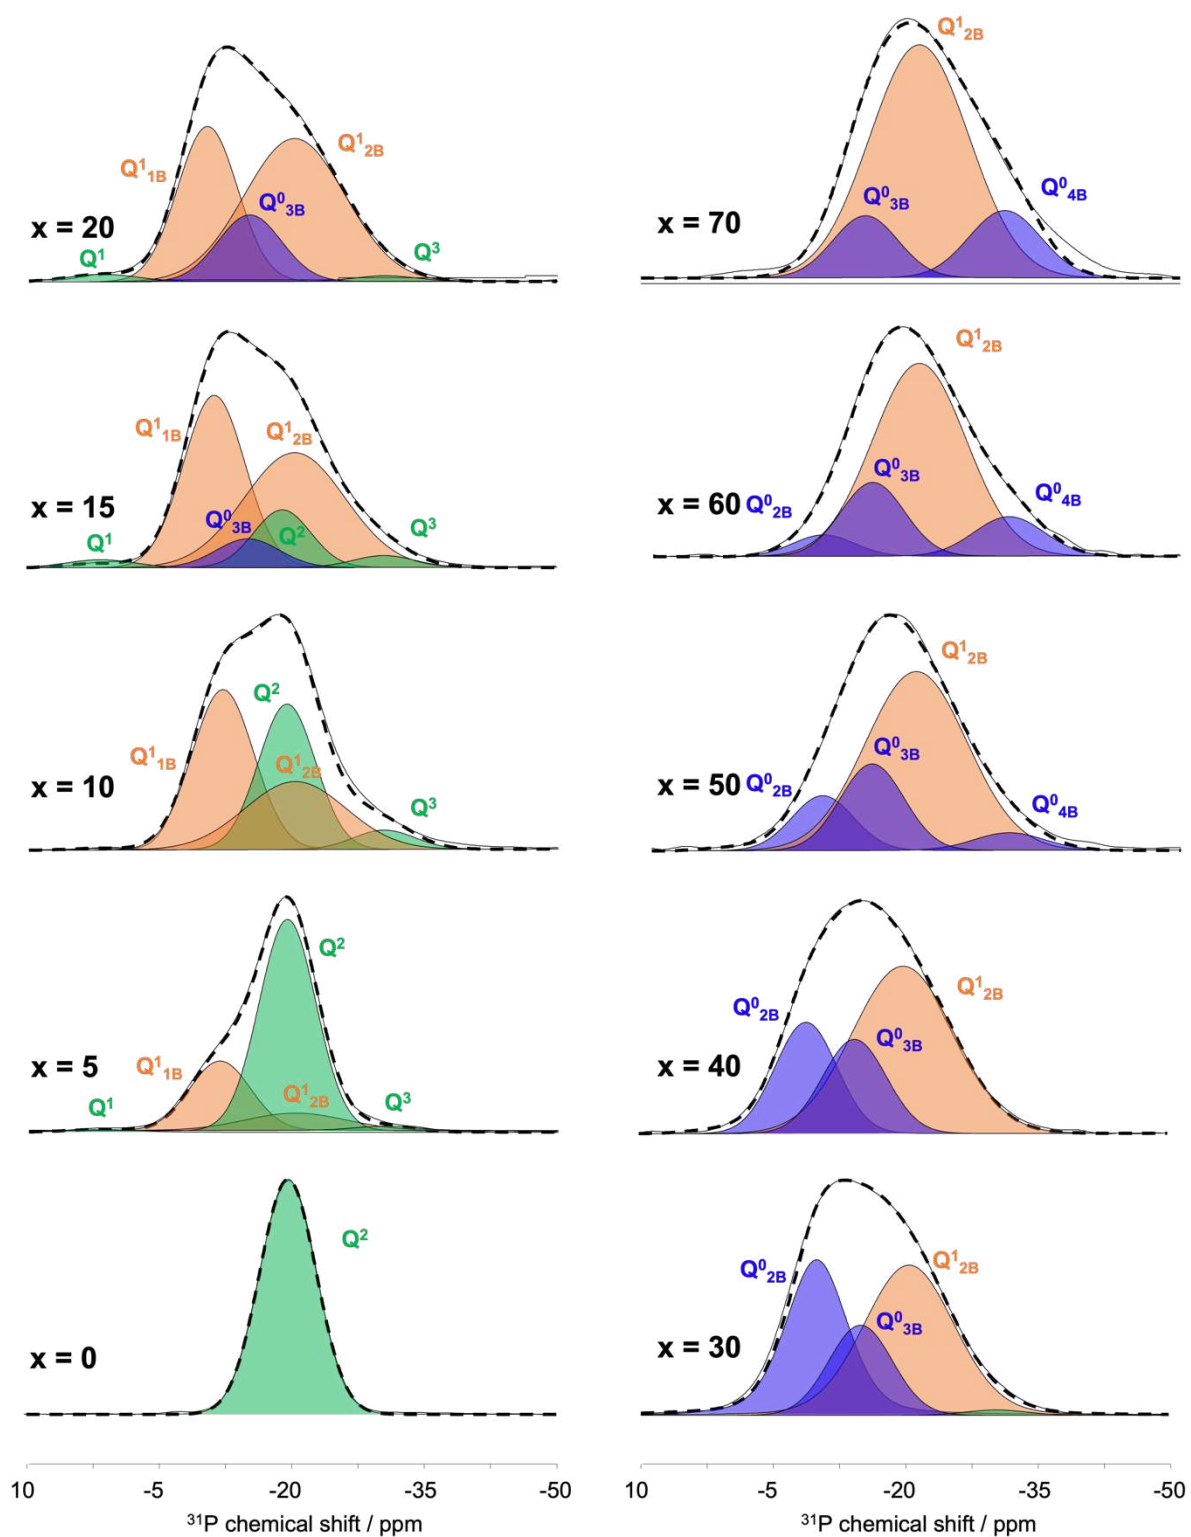 x = 20
Q¹
Q¹₁B
Q⁰₃B
Q¹₂B
Q³
x = 15
Q¹
Q¹₁B
Q⁰₃B
Q²
Q¹₂B
Q³
x = 10
Q¹₁B
Q²
Q¹₂B
Q³
x = 5
Q¹
Q¹₁B
Q¹₂B
Q²
Q³
x = 0
Q²
10 -5 -20 -35 -50
³¹P chemical shift / ppm
x = 70
Q⁰₃B
Q¹₂B
Q⁰₄B
x = 60
Q⁰₂B
Q⁰₃B
Q¹₂B
Q⁰₄B
x = 50
Q⁰₂B
Q⁰₃B
Q¹₂B
Q⁰₄B
x = 40
Q⁰₂B
Q⁰₃B
Q¹₂B
x = 30
Q⁰₂B
Q⁰₃B
Q¹₂B
10 -5 -20 -35 -50
³¹P chemical shift / ppm